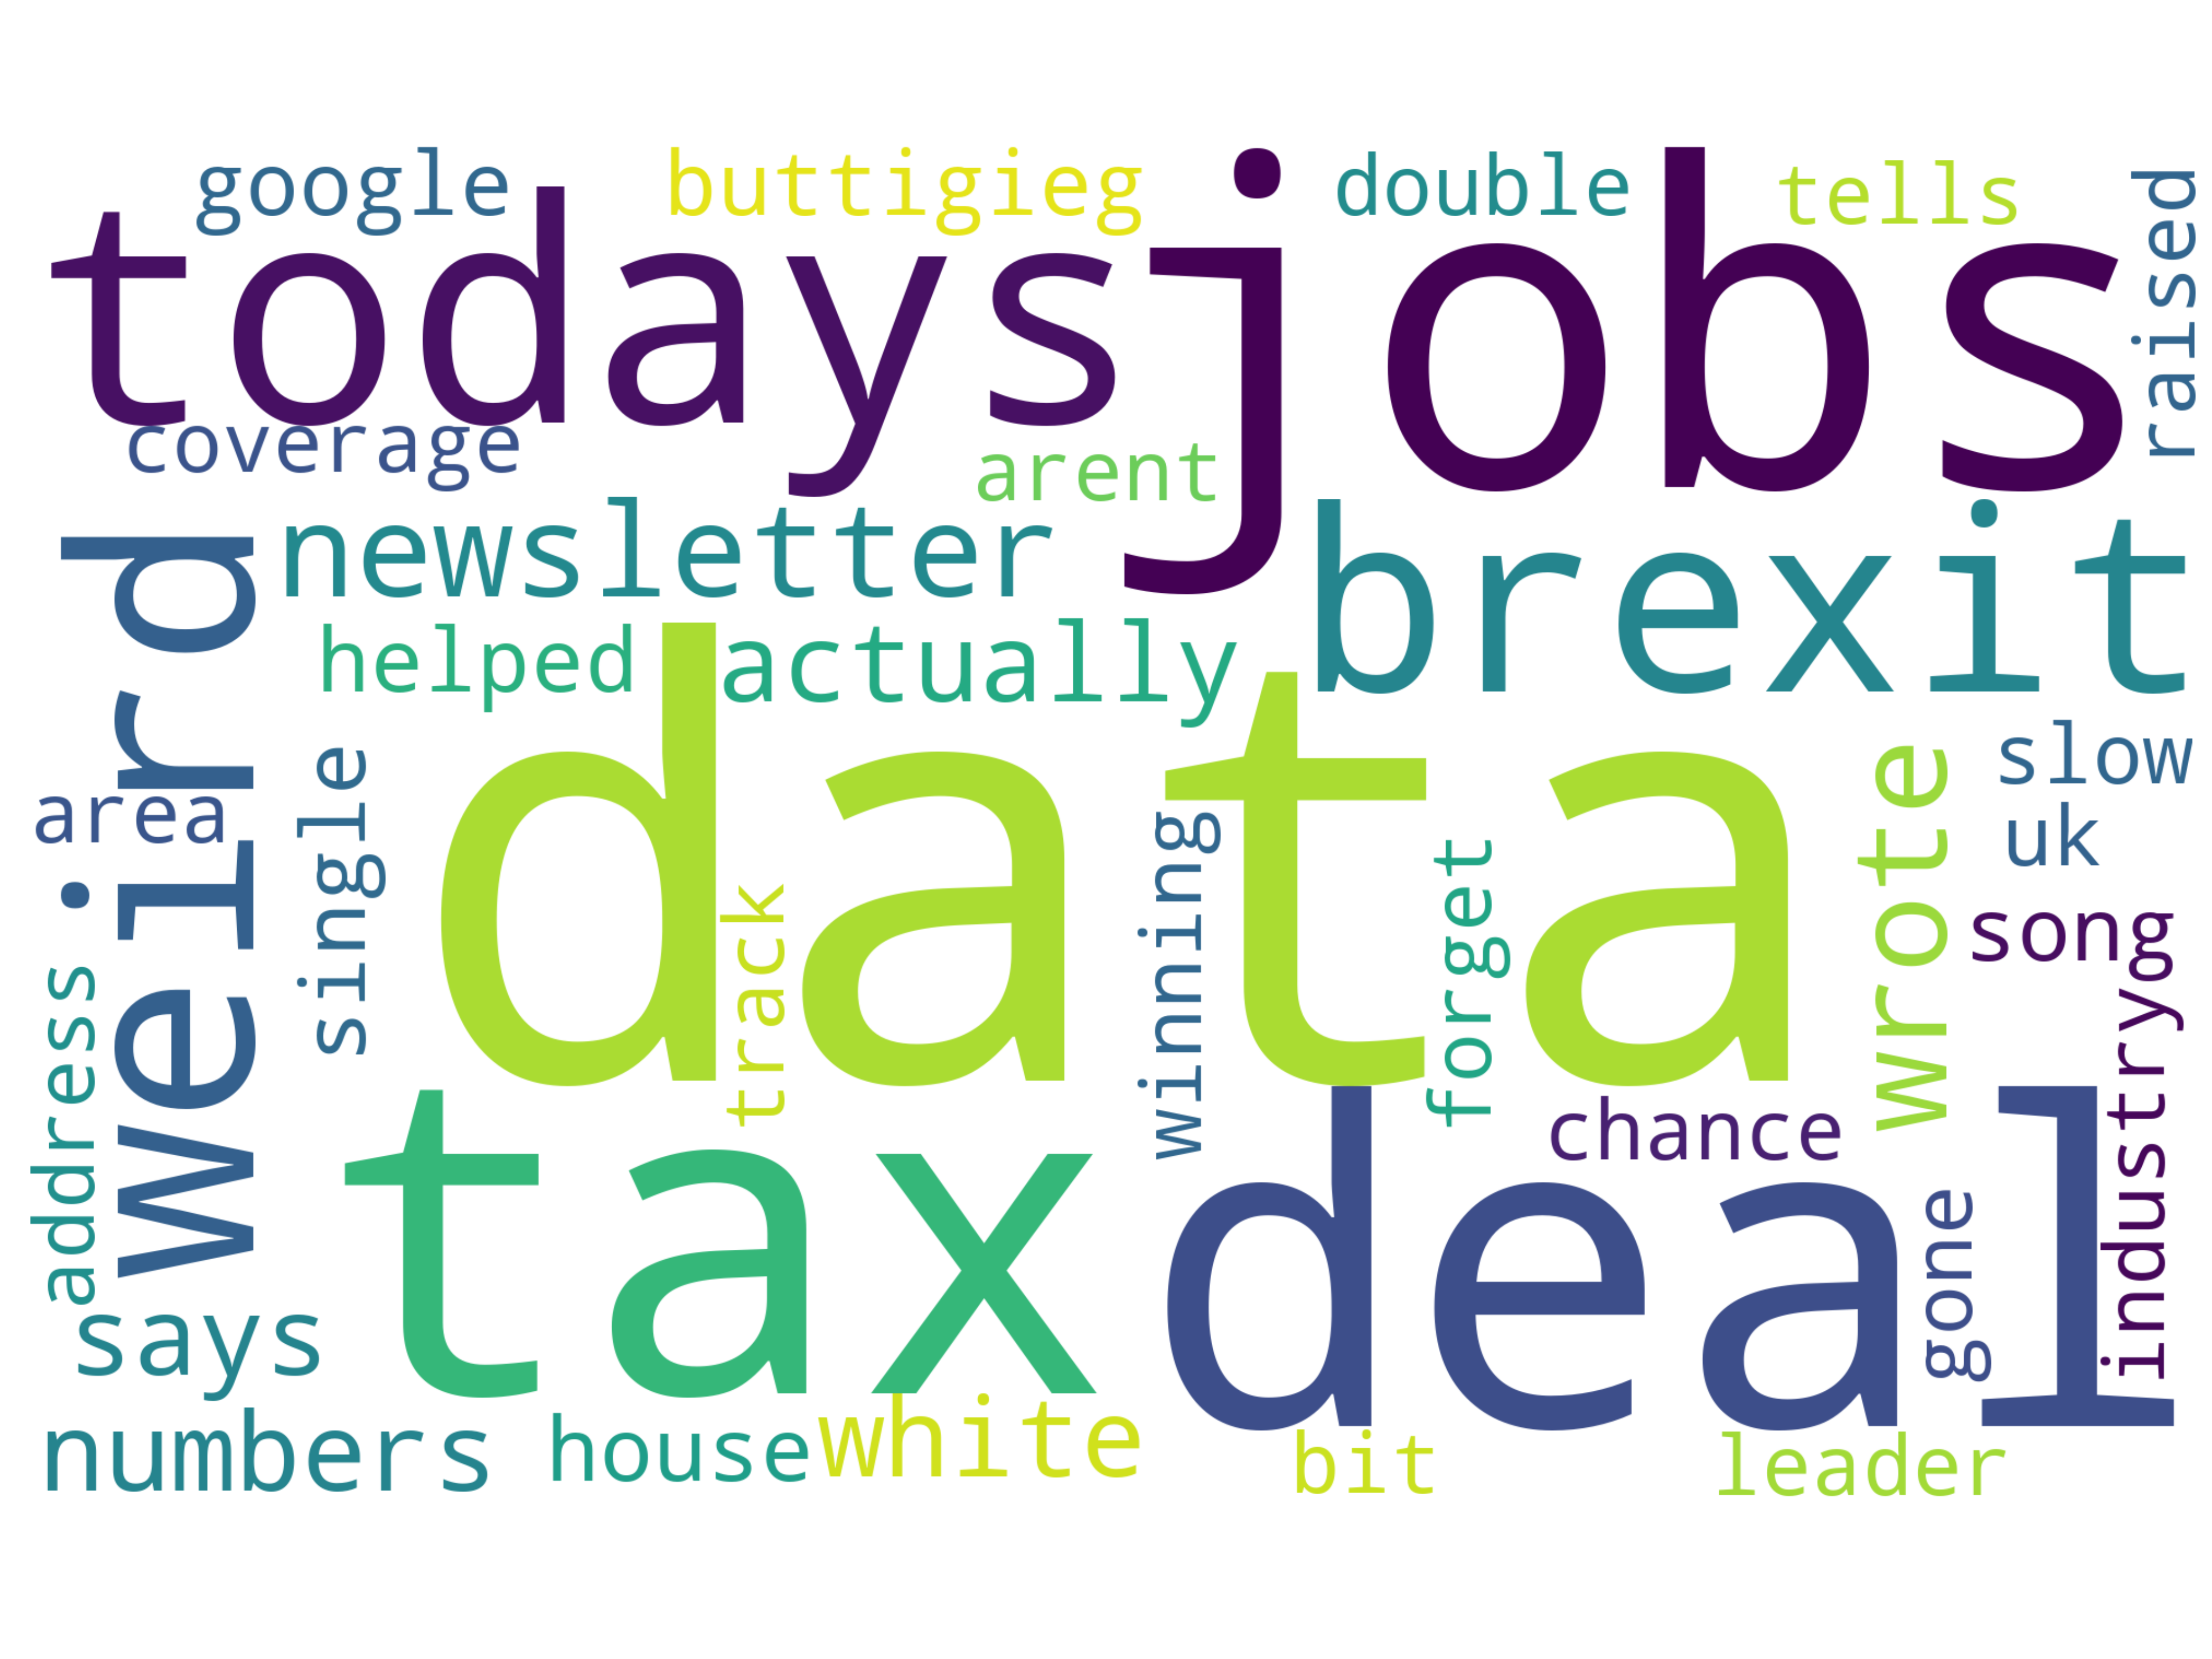 google
buttigieg
double
tells
raised
todays
jobs
coverage
arent
newsletter
brexit
weird
helped
actually
data
slow
uk
area
single
track
winning
forget
wrote
song
address
industry
tax
deal
chance
gone
says
numbers
house
white
bit
leader